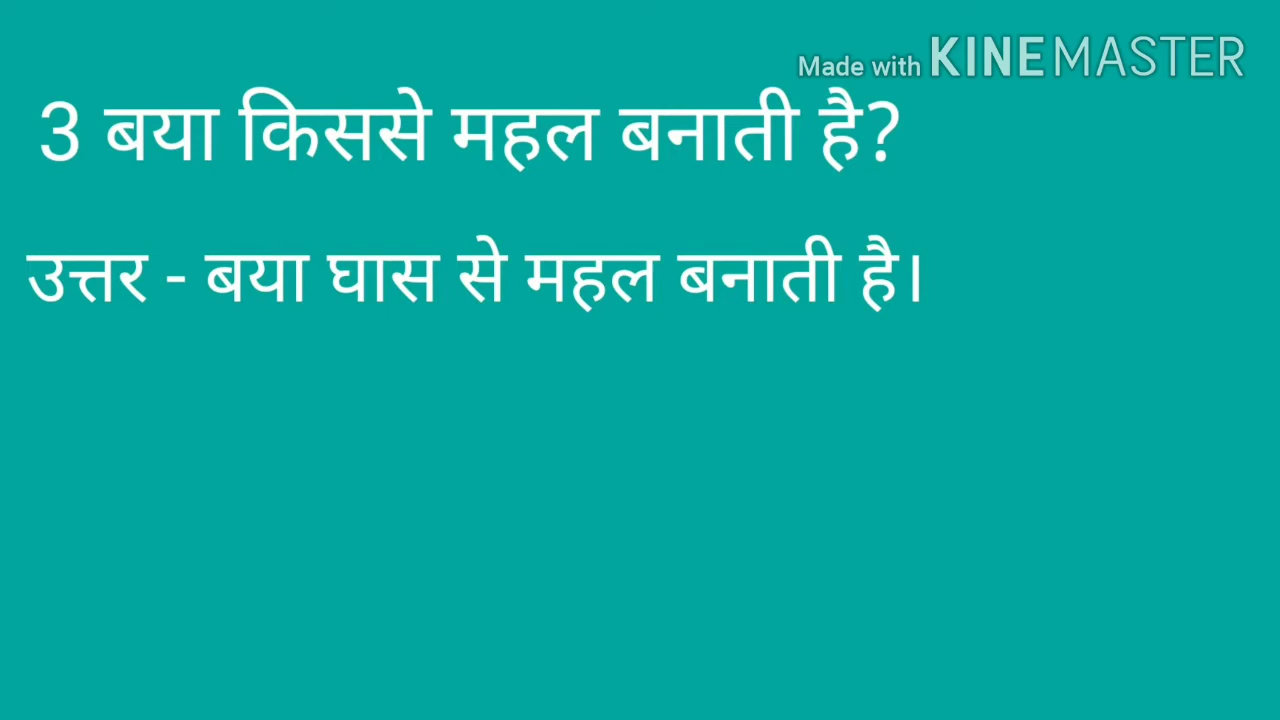 Made with KINEMASTER
3 बया किससे महल बनाती है?
उत्तर - बया घास से महल बनाती है।